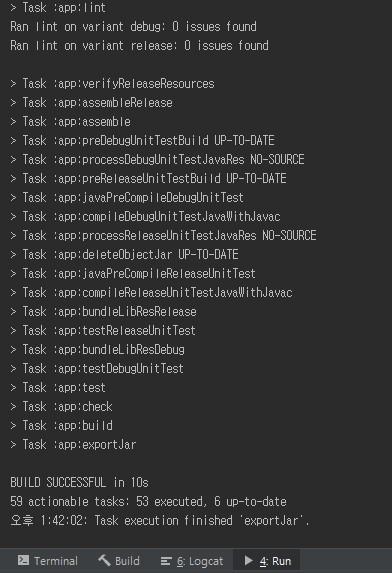 > Task :app:lint
Ran lint on variant debug: 0 issues found
Ran lint on variant release: 0 issues found
> Task :app:verifyReleaseResources
> Task :app:assembleRelease
> Task :app:assemble
> Task :app:preDebugUnitTestBuild UP-TO-DATE
> Task :app:processDebugUnitTestJavaRes NO-SOURCE
> Task :app:preReleaseUnitTestBuild UP-TO-DATE
> Task :app:javaPreCompileDebugUnitTest
> Task :app:compileDebugUnitTestJavaWithJavac
> Task :app:processReleaseUnitTestJavaRes NO-SOURCE
> Task :app:deleteObjectJar UP-TO-DATE
> Task :app:javaPreCompileReleaseUnitTest
> Task :app:compileReleaseUnitTestJavaWithJavac
> Task :app:bundleLibResRelease
> Task :app:testReleaseUnitTest
> Task :app:bundleLibResDebug
> Task :app:testDebugUnitTest
> Task :app:test
> Task :app:check
> Task :app:build
> Task :app:exportJar
BUILD SUCCESSFUL in 10s
59 actionable tasks: 53 executed, 6 up-to-date
오후 1:42:02: Task execution finished 'exportJar'.
Terminal Build 6: Logcat 4: Run